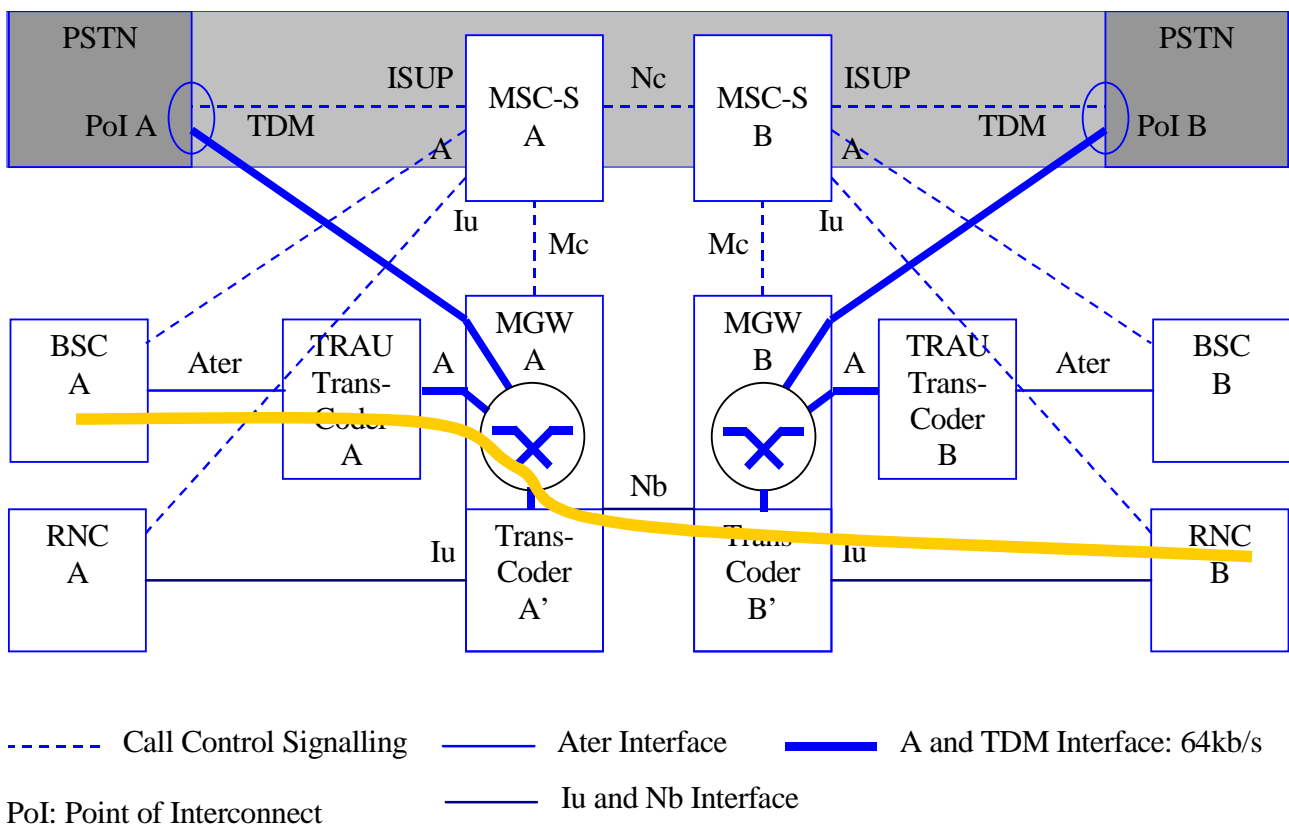 PSTN
PSTN
ISUP
Nc
ISUP
MSC-S
A
MSC-S
B
PoI A
TDM
TDM
PoI B
A
A
Iu
Iu
Mc
Mc
BSC
A
Ater
TRAU
Trans-
Coder
A
A
MGW
A
MGW
B
A
TRAU
Trans-
Coder
B
Ater
BSC
B
Nb
RNC
A
Iu
Trans-
Coder
A’
Trans-
Coder
B’
Iu
RNC
B
Call Control Signalling
Ater Interface
A and TDM Interface: 64kb/s
PoI: Point of Interconnect
Iu and Nb Interface